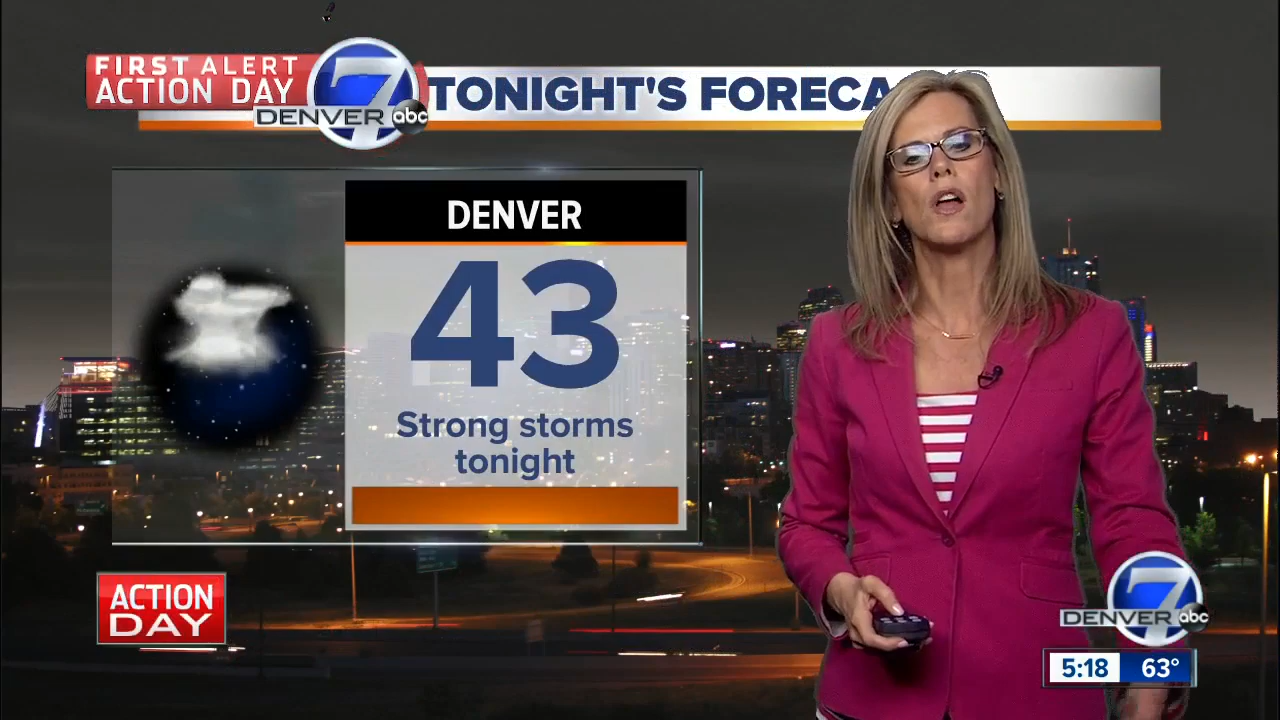 FIRST ALERT
ACTION DAY
7
DENVER abc
TONIGHT'S FORECA
DENVER
43
Strong storms
tonight
ACTION
DAY
7
DENVER abc
5:18 63°